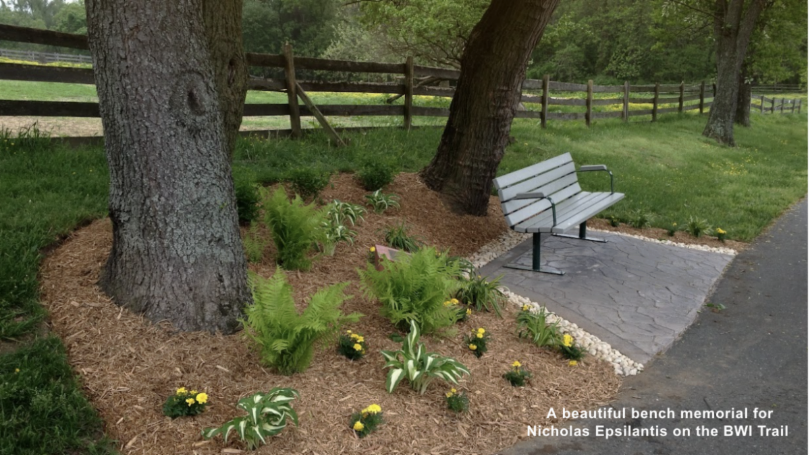 A beautiful bench memorial for
Nicholas Epsilantis on the BWI Trail